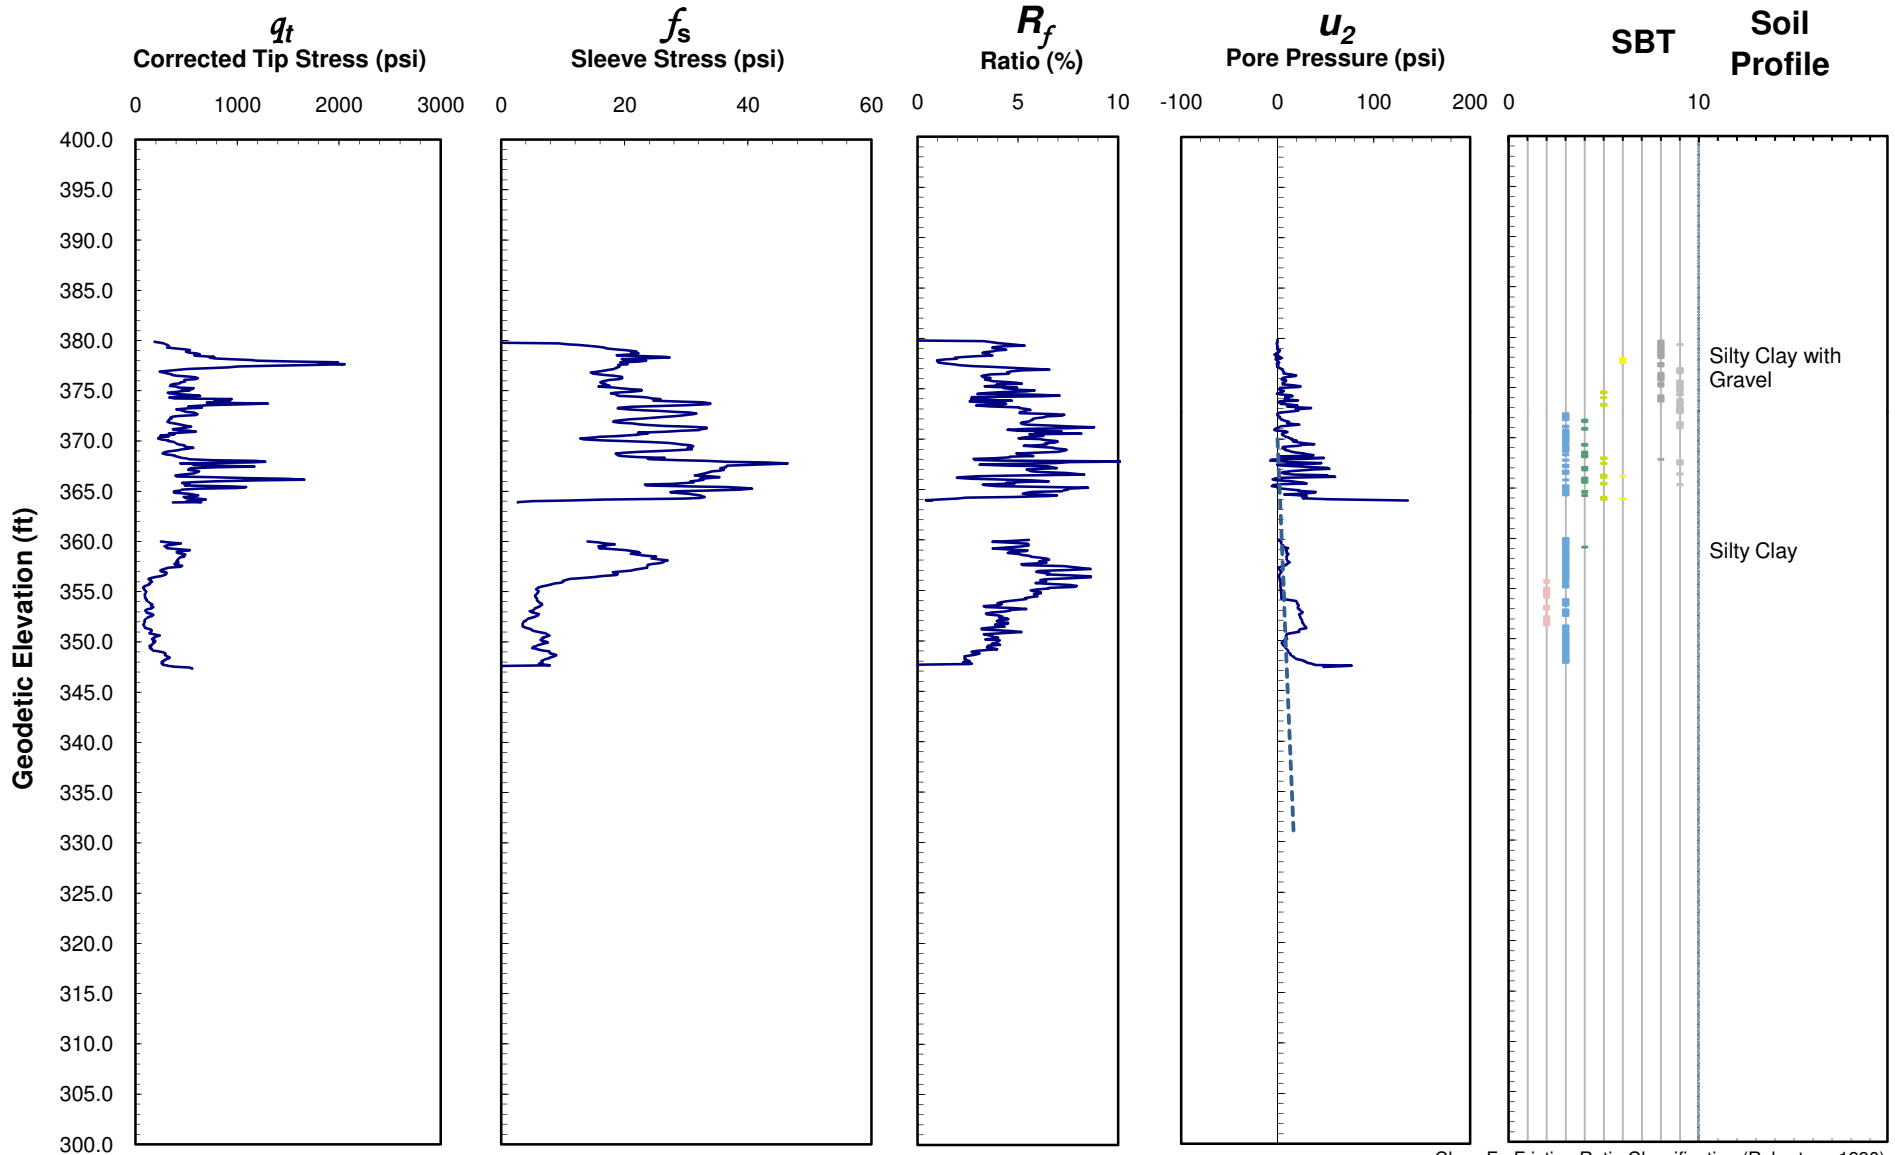 qt
Corrected Tip Stress (psi)
fs
Sleeve Stress (psi)
Rf
Ratio (%)
u2
Pore Pressure (psi)
SBT
Soil
Profile
0 1000 2000 3000
0 20 40 60
0 5 10
-100 0 100 200
0 10
Geodetic Elevation (ft)
400.0
395.0
390.0
385.0
380.0
375.0
370.0
365.0
360.0
355.0
350.0
345.0
340.0
335.0
330.0
325.0
320.0
315.0
310.0
305.0
300.0
Silty Clay with
Gravel
Silty Clay